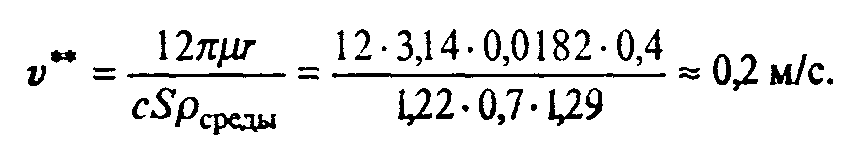 v** = 12πμr / cSρсреды = 12·3,14·0,0182·0,4 / 1,22·0,7·1,29 ≈ 0,2 м/с.